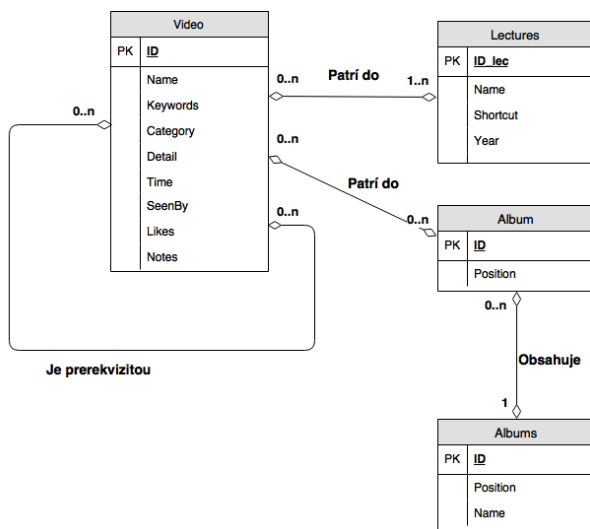 Video
PK ID
Name
Keywords
Category
Detail
Time
SeenBy
Likes
Notes
0..n
0..n
Patrí do
1..n
Lectures
PK ID_lec
Name
Shortcut
Year
0..n
Patrí do
0..n
Album
PK ID
Position
0..n
0..n
Je prerekvizitou
Obsahuje
1
Albums
PK ID
Position
Name